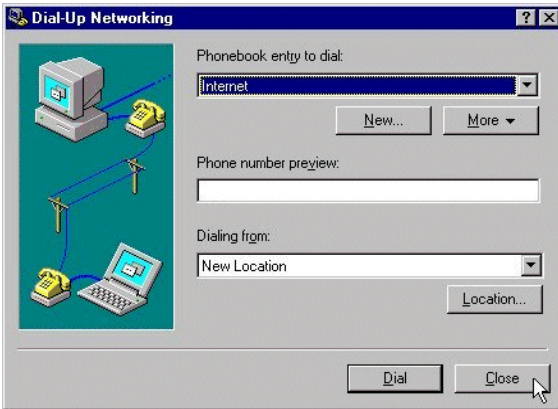 Dial-Up Networking
Phonebook entry to dial:
Internet
New... More
Phone number preview:
Dialing from:
New Location
Location...
Dial Close